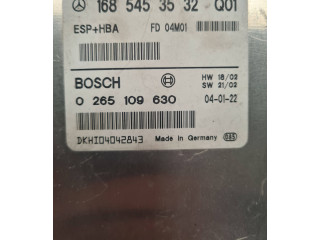 168 545 35 32 Q01
ESP+HBA FD 04M01
BOSCH HW 18/02
SW 21/02
0 265 109 630 04-01-22
DKHI04042843 Made in Germany 065